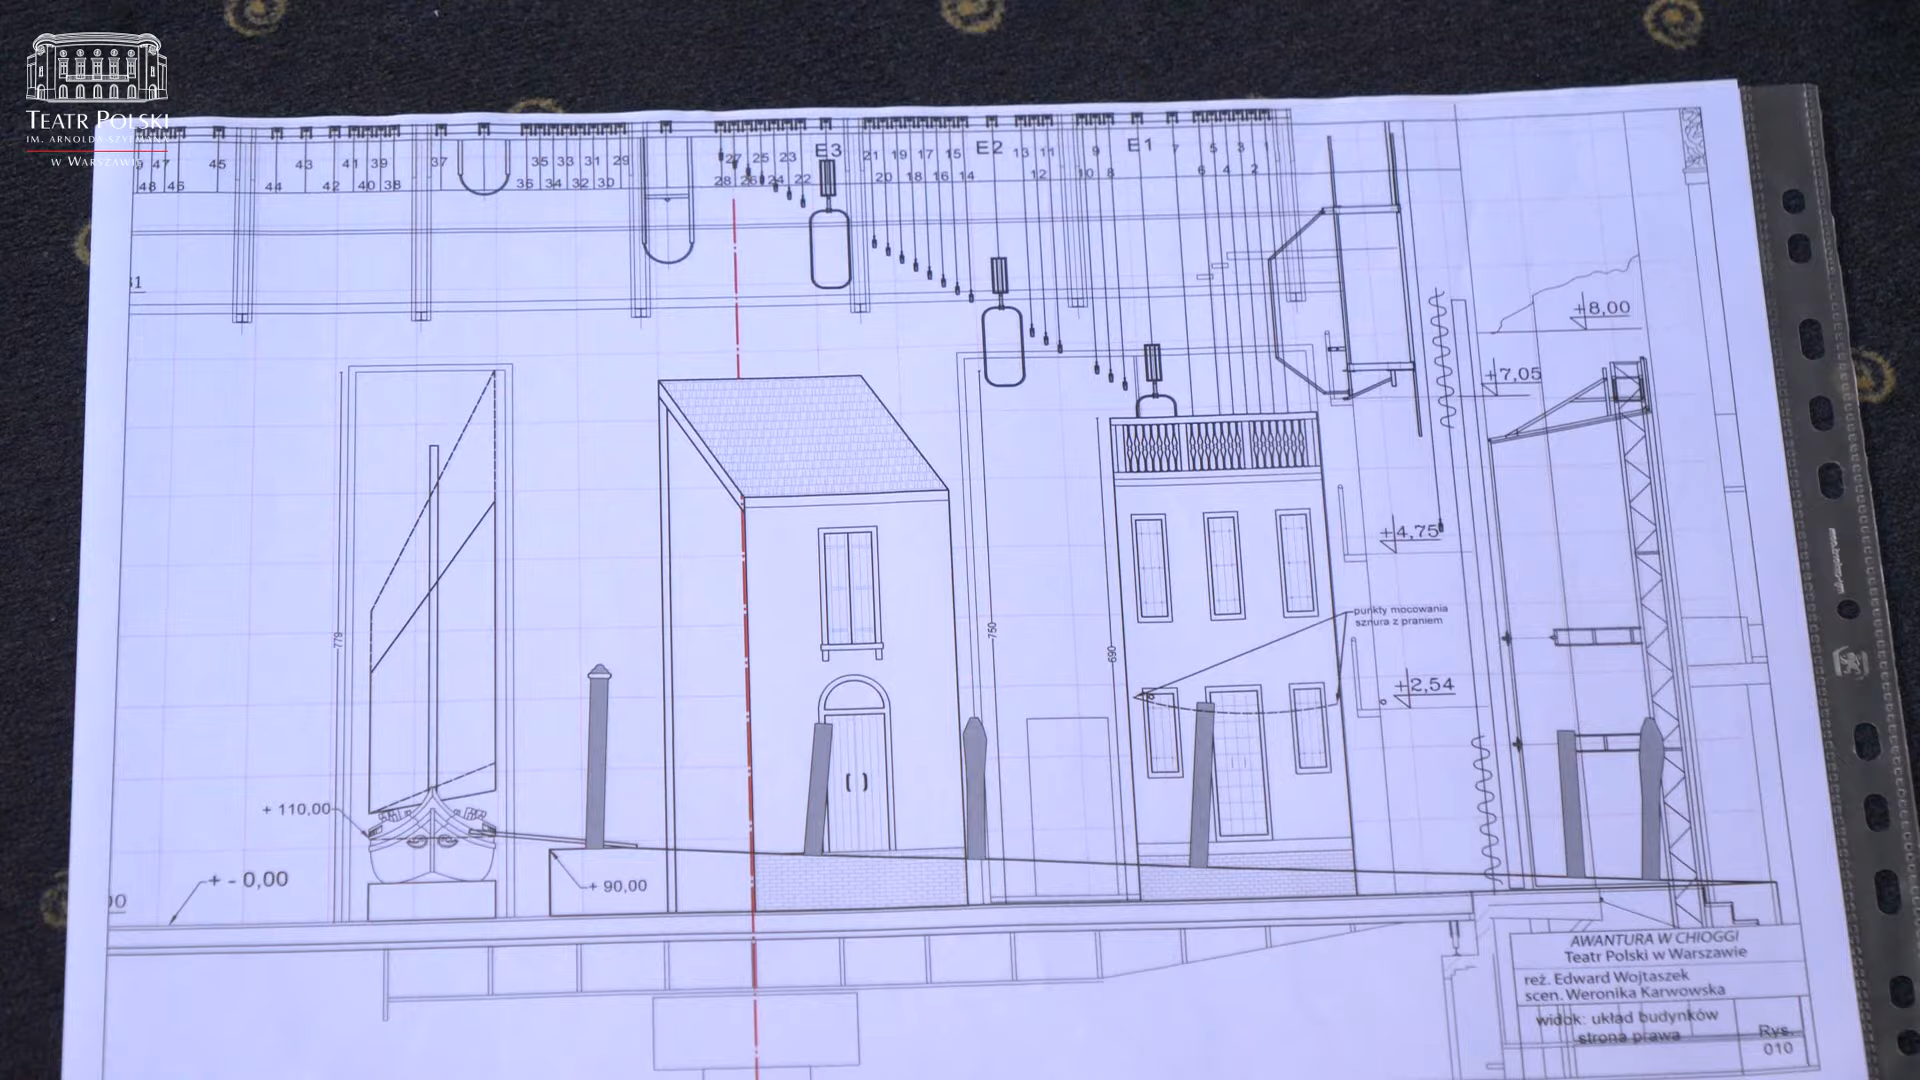 TEATR POLSKI
IM. ARNOLDA SZYFMANA
W WARSZAWIE
47 45 43 41 39 37 35 33 31 29 27 25 23 E3 21 19 17 15 E2 13 11 9 E1 7 5 3 1
48 46 44 42 40 38 36 34 32 30 28 26 24 22 20 18 16 14 12 10 8 6 4 2
+8,00
+7,05
+4,75
punkty mocowania
sznura z praniem
779
750
690
+2,54
+ 110,00
+ - 0,00
+ 90,00
AWANTURA W CHIOGGI
Teatr Polski w Warszawie
reż. Edward Wojtaszek
scen. Weronika Karwowska
widok: układ budynków
strona prawa
Rys.
010